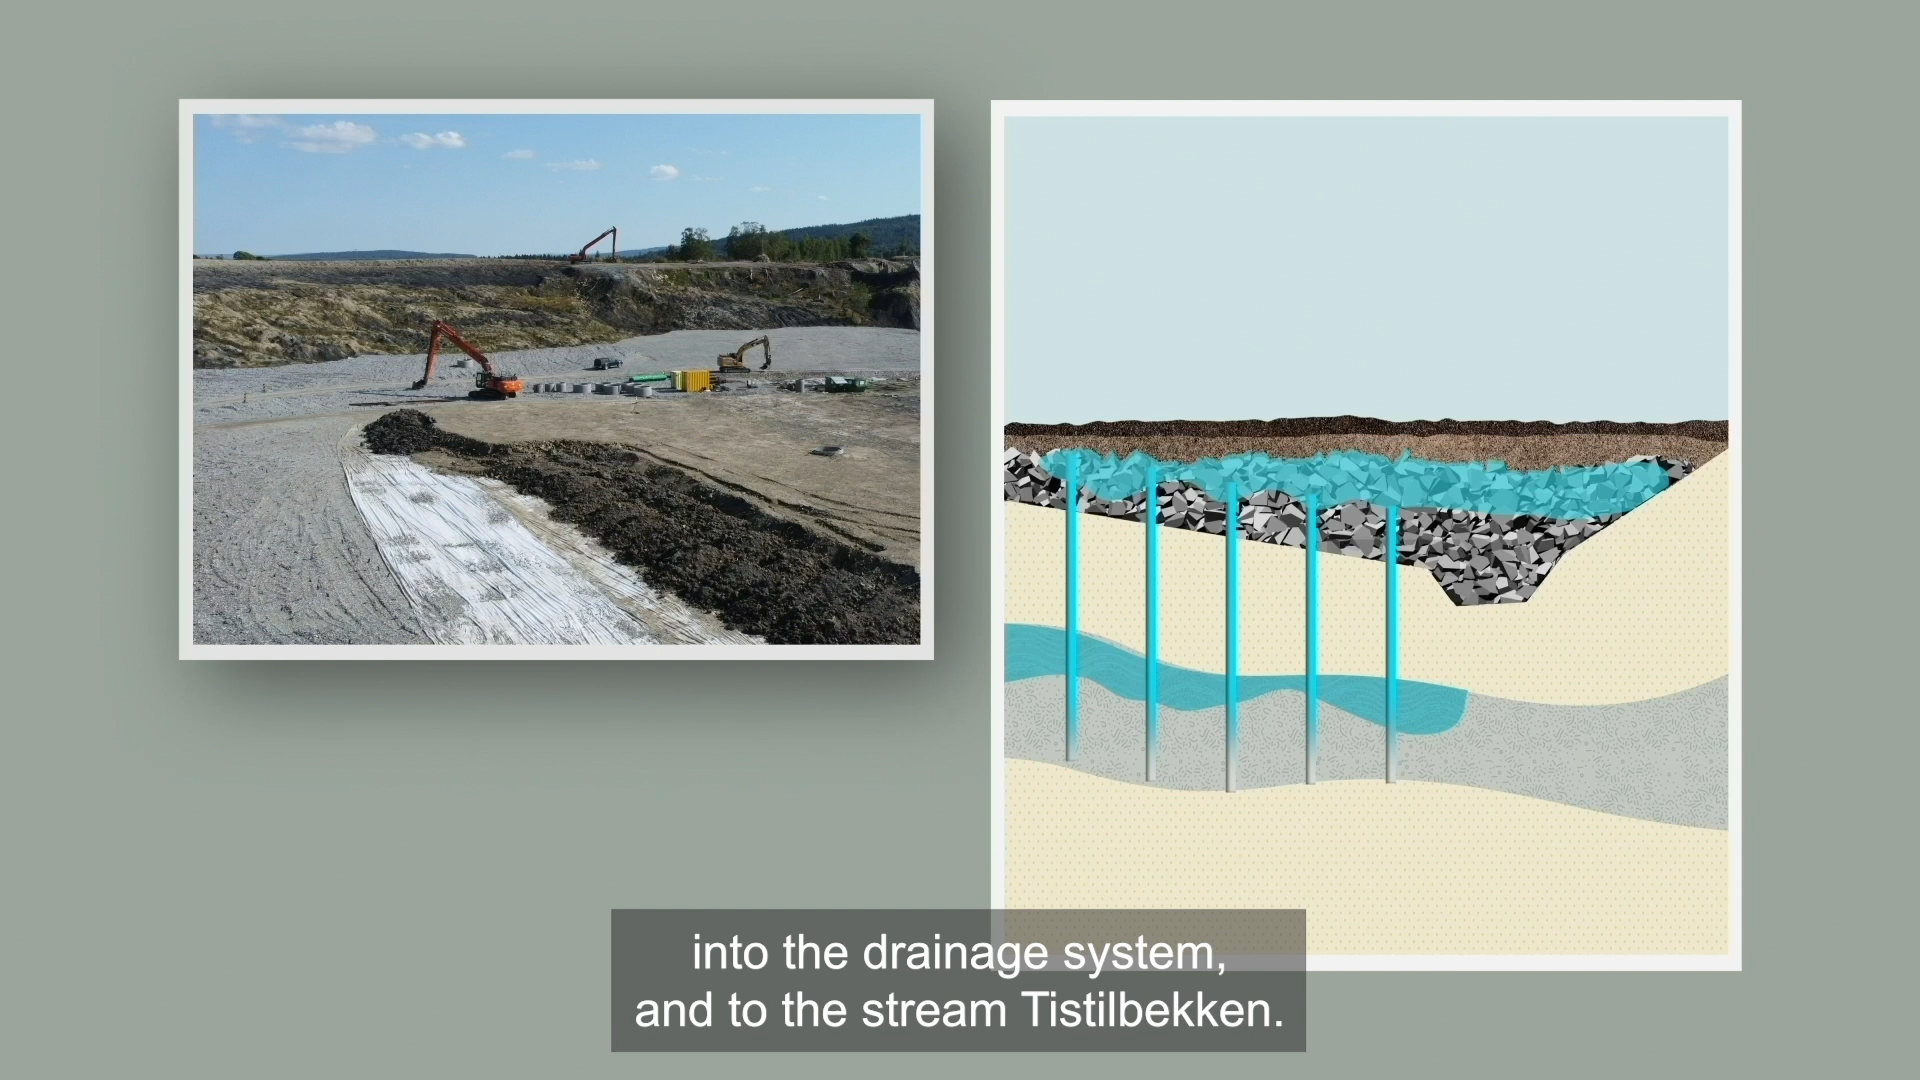 into the drainage system,
and to the stream Tistilbekken.